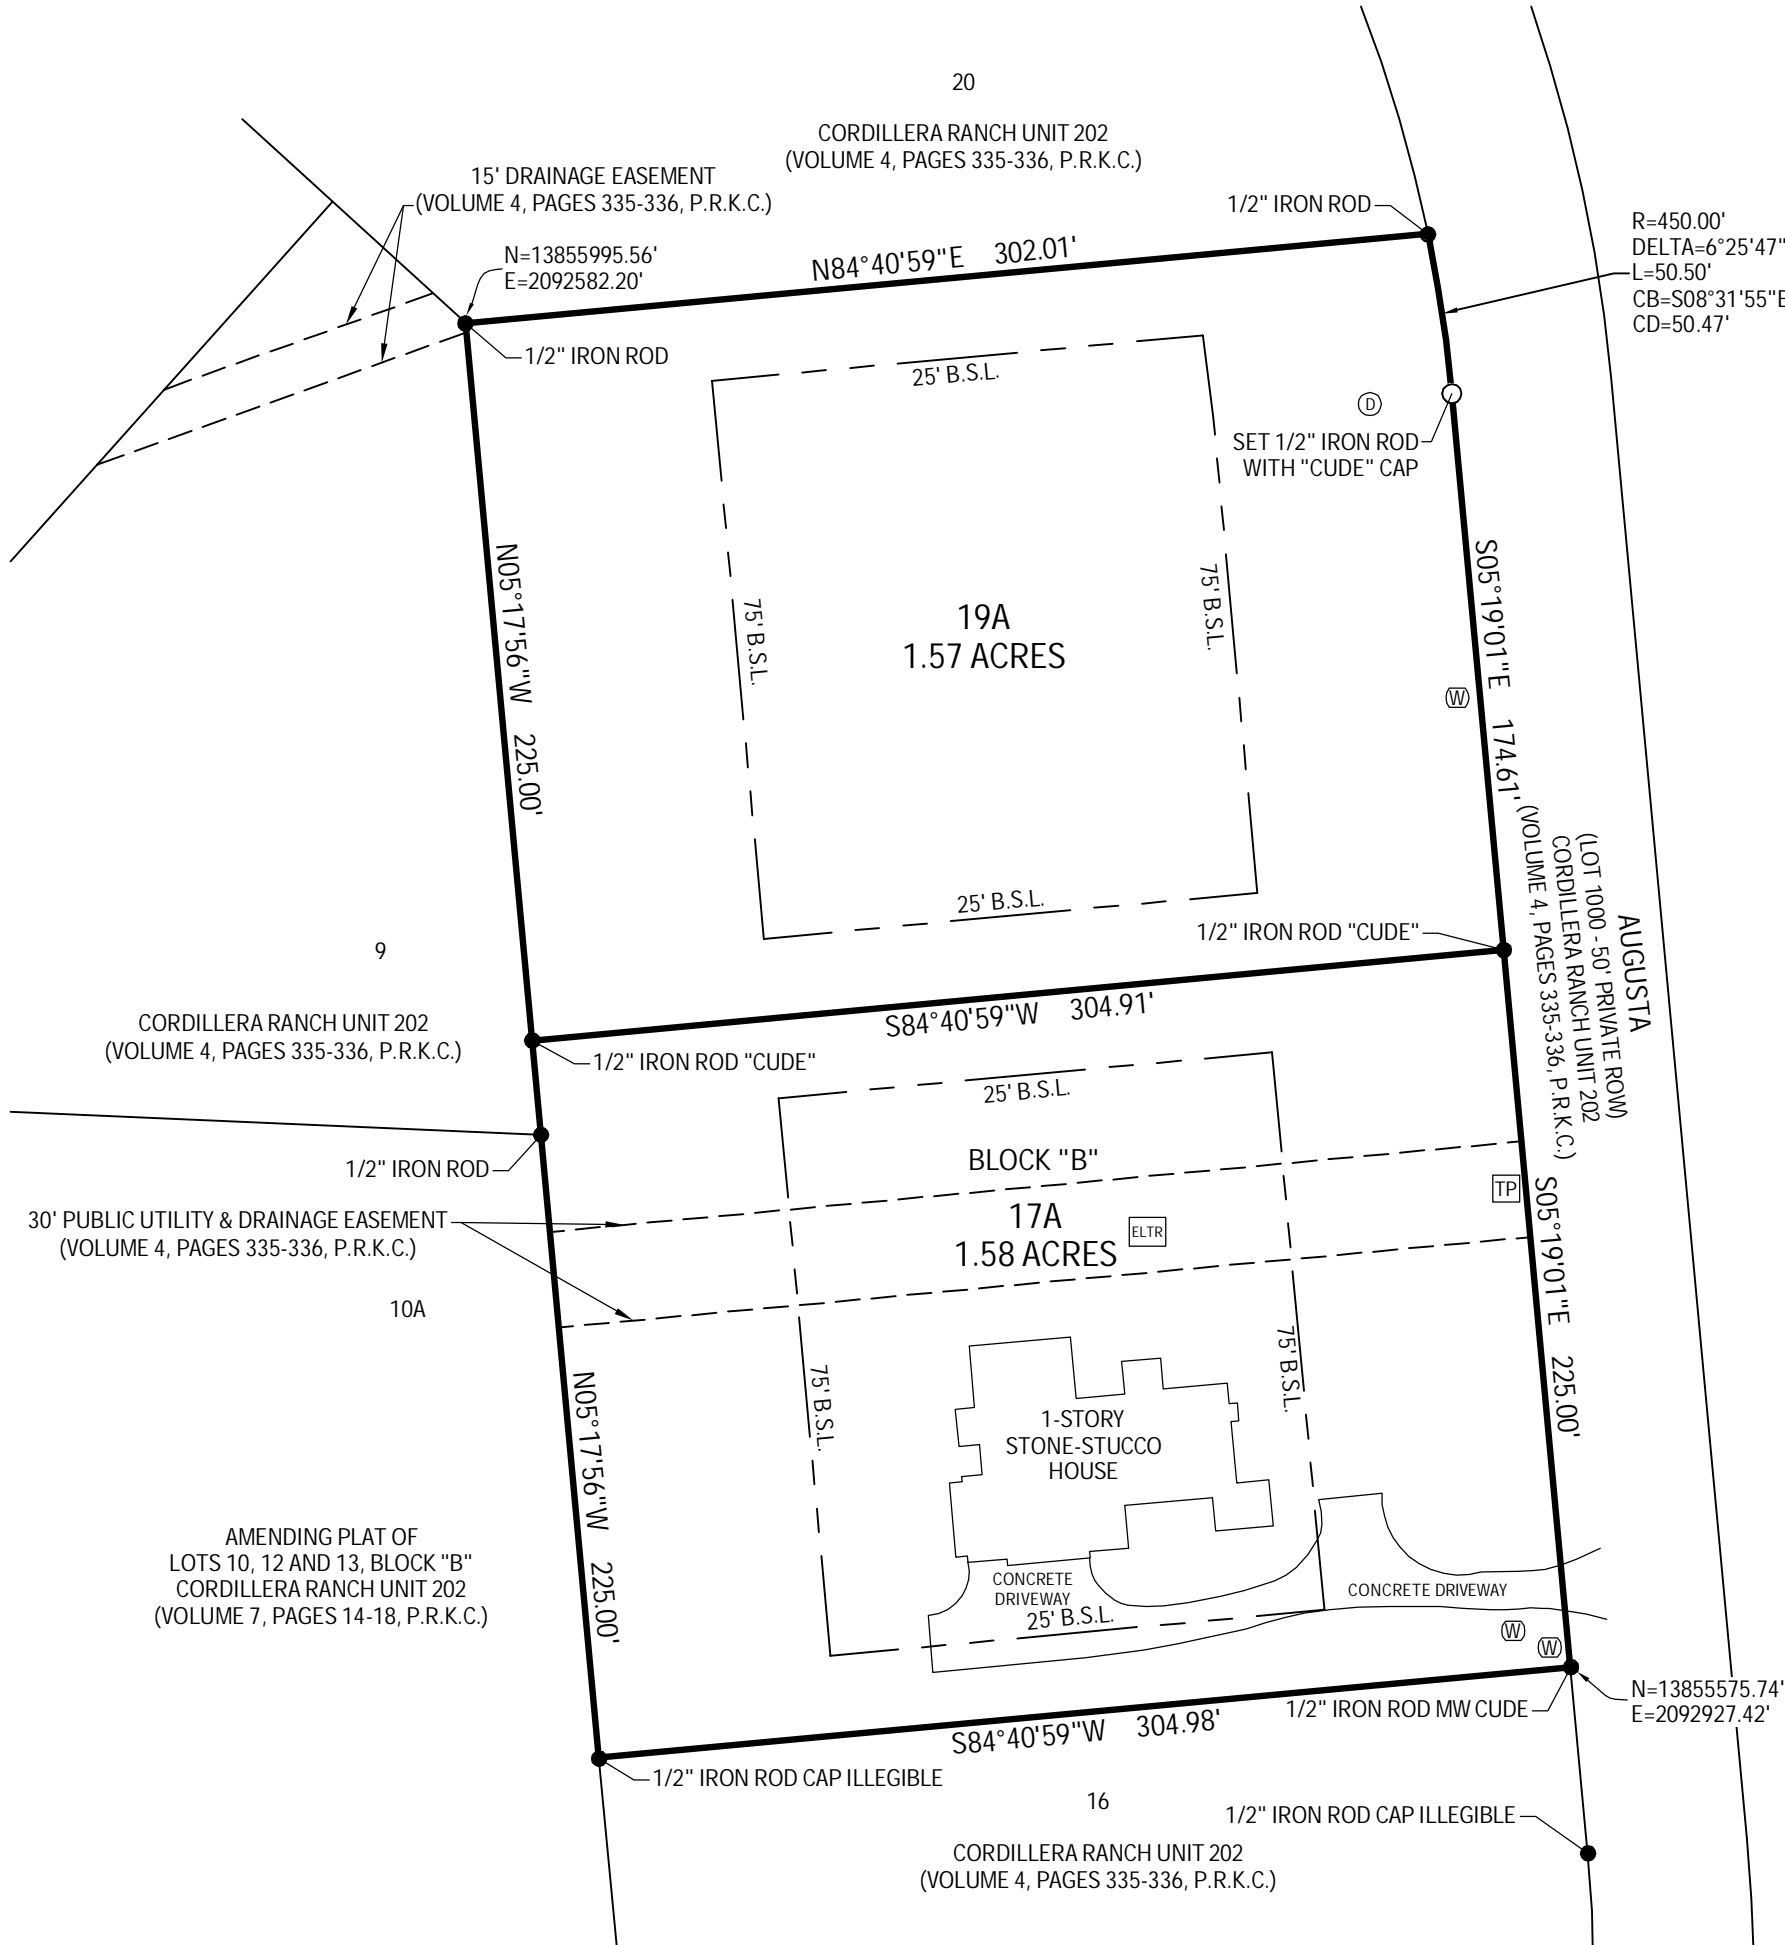 20
CORDILLERA RANCH UNIT 202
(VOLUME 4, PAGES 335-336, P.R.K.C.)
15' DRAINAGE EASEMENT
(VOLUME 4, PAGES 335-336, P.R.K.C.)
1/2" IRON ROD
R=450.00'
DELTA=6°25'47"
L=50.50'
CB=S08°31'55"E
CD=50.47'
N=13855995.56'
E=2092582.20'
N84°40'59"E 302.01'
1/2" IRON ROD
25' B.S.L.
D
SET 1/2" IRON ROD
WITH "CUDE" CAP
N05°17'56"W 225.00'
75' B.S.L.
19A
1.57 ACRES
75' B.S.L.
S05°19'01"E 174.61'
W
25' B.S.L.
1/2" IRON ROD "CUDE"
AUGUSTA
(LOT 1000 - 50' PRIVATE ROW)
CORDILLERA RANCH UNIT 202
(VOLUME 4, PAGES 335-336, P.R.K.C.)
9
CORDILLERA RANCH UNIT 202
(VOLUME 4, PAGES 335-336, P.R.K.C.)
S84°40'59"W 304.91'
1/2" IRON ROD "CUDE"
25' B.S.L.
BLOCK "B"
1/2" IRON ROD
TP
30' PUBLIC UTILITY & DRAINAGE EASEMENT
(VOLUME 4, PAGES 335-336, P.R.K.C.)
17A
1.58 ACRES
ELTR
10A
S05°19'01"E 225.00'
N05°17'56"W 225.00'
75' B.S.L.
75' B.S.L.
1-STORY
STONE-STUCCO
HOUSE
AMENDING PLAT OF
LOTS 10, 12 AND 13, BLOCK "B"
CORDILLERA RANCH UNIT 202
(VOLUME 7, PAGES 14-18, P.R.K.C.)
CONCRETE
DRIVEWAY
CONCRETE DRIVEWAY
25' B.S.L.
W
W
N=13855575.74'
E=2092927.42'
1/2" IRON ROD MW CUDE
S84°40'59"W 304.98'
1/2" IRON ROD CAP ILLEGIBLE
16
1/2" IRON ROD CAP ILLEGIBLE
CORDILLERA RANCH UNIT 202
(VOLUME 4, PAGES 335-336, P.R.K.C.)